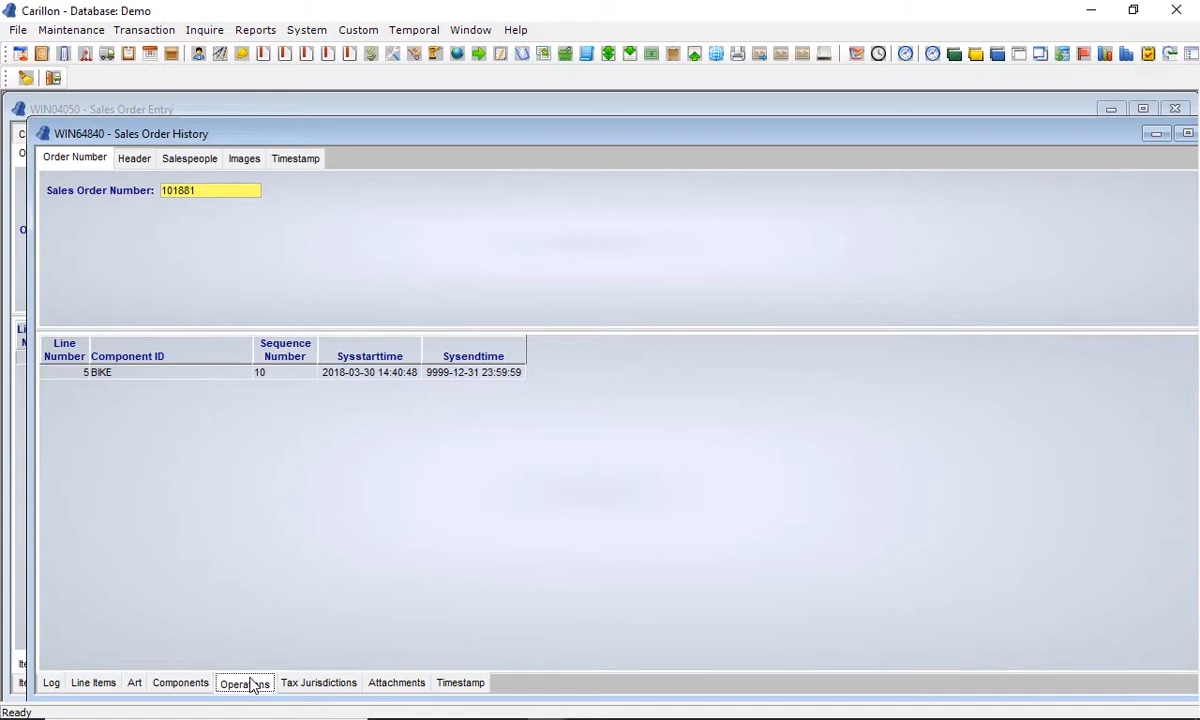 Carillon - Database: Demo
File Maintenance Transaction Inquire Reports System Custom Temporal Window Help
WIN04050 - Sales Order Entry
WIN64840 - Sales Order History
Order Number Header Salespeople Images Timestamp
Sales Order Number: 101881
Line Number Component ID Sequence Number Sysstarttime Sysendtime
5 BIKE 10 2018-03-30 14:40:48 9999-12-31 23:59:59
Log Line Items Art Components Operations Tax Jurisdictions Attachments Timestamp
Ready